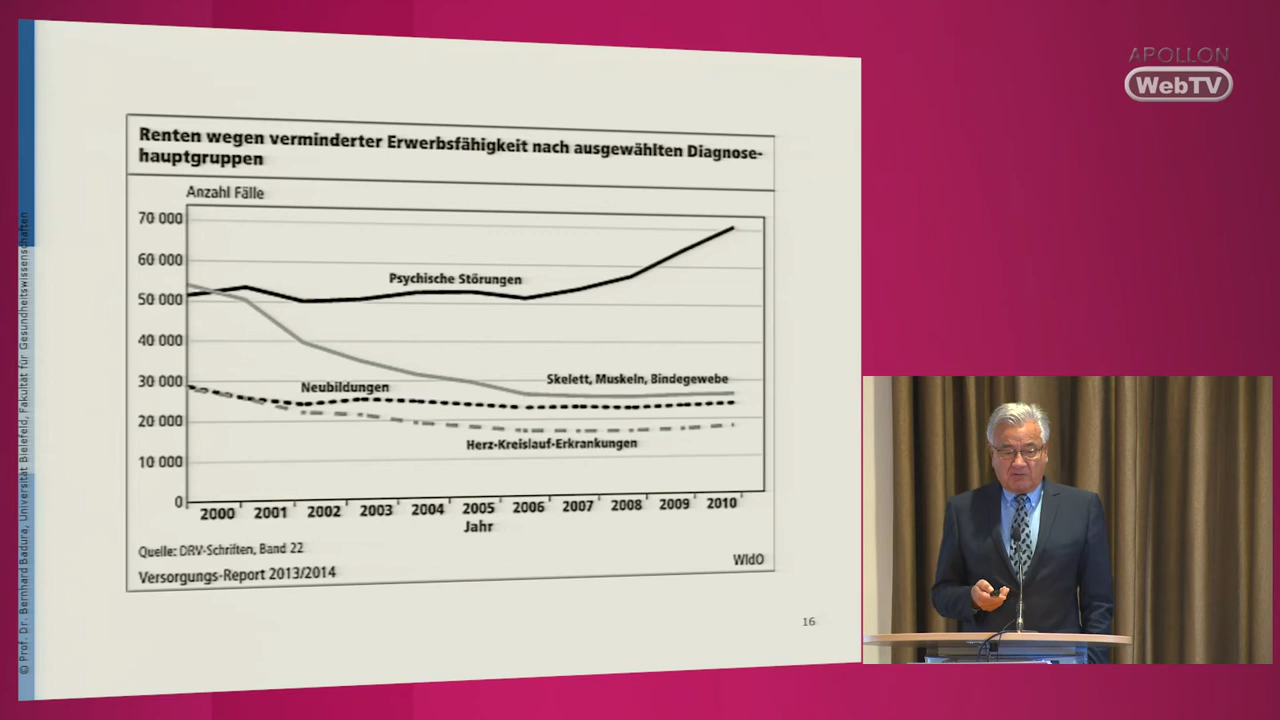 APOLLON
WebTV
Renten wegen verminderter Erwerbsfähigkeit nach ausgewählten Diagnose-
hauptgruppen
Anzahl Fälle
70 000
60 000
50 000
40 000
30 000
20 000
10 000
0
Psychische Störungen
Skelett, Muskeln, Bindegewebe
Neubildungen
Herz-Kreislauf-Erkrankungen
2000 2001 2002 2003 2004 2005 2006 2007 2008 2009 2010
Jahr
Quelle: DRV-Schriften, Band 22
WIdO
Versorgungs-Report 2013/2014
16
© Prof. Dr. Bernhard Badura, Universität Bielefeld, Fakultät für Gesundheitswissenschaften